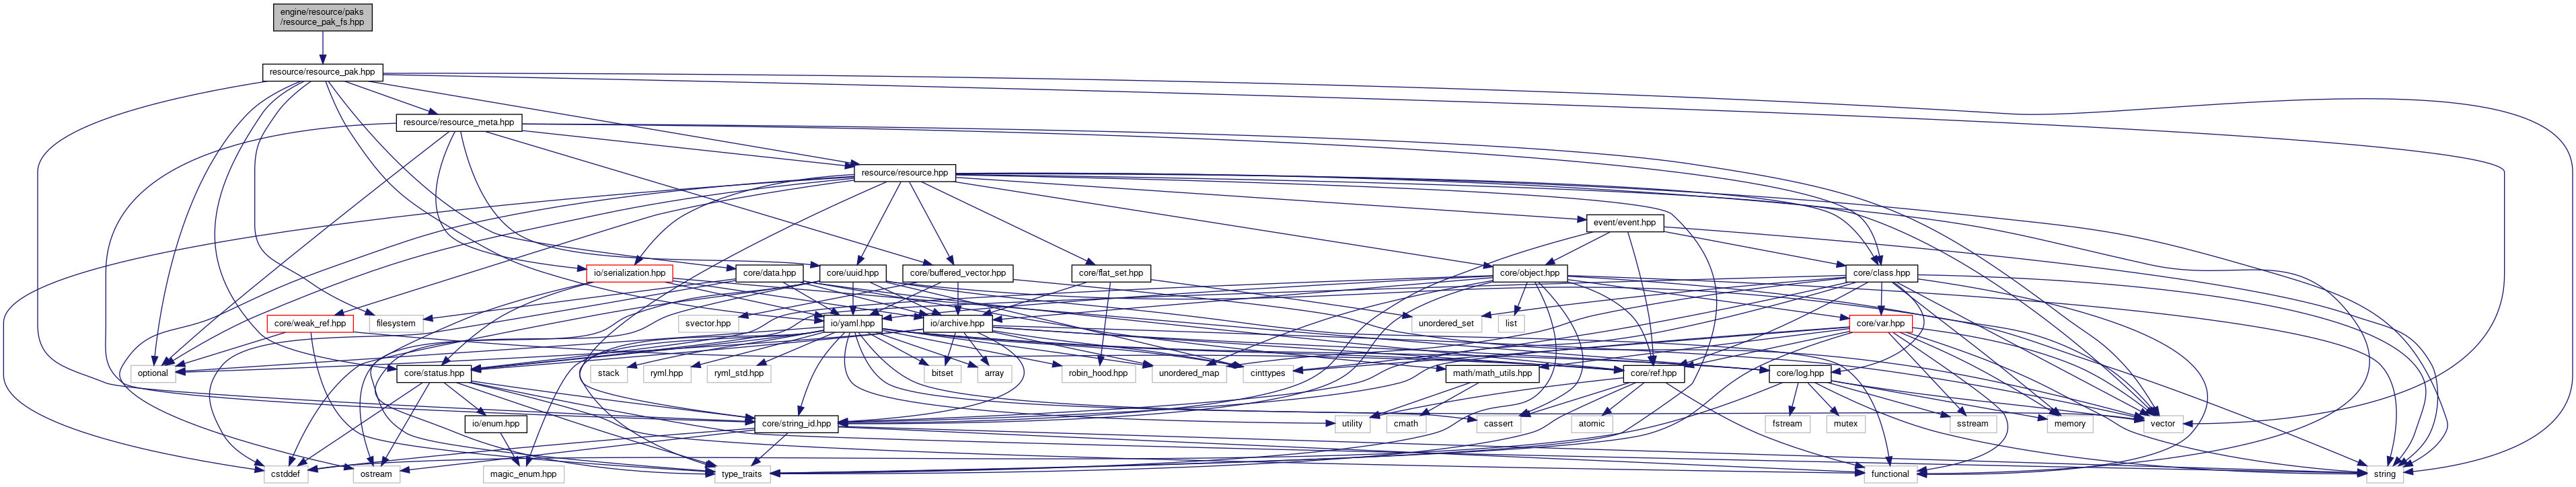 engine/resource/paks
/resource_pak_fs.hpp
resource/resource_pak.hpp
resource/resource_meta.hpp
resource/resource.hpp
event/event.hpp
io/serialization.hpp
core/data.hpp
core/uuid.hpp
core/buffered_vector.hpp
core/flat_set.hpp
core/object.hpp
core/class.hpp
core/weak_ref.hpp
filesystem
svector.hpp
io/yaml.hpp
io/archive.hpp
unordered_set
list
core/var.hpp
optional
core/status.hpp
stack
ryml.hpp
ryml_std.hpp
bitset
array
robin_hood.hpp
unordered_map
cinttypes
math/math_utils.hpp
core/ref.hpp
core/log.hpp
io/enum.hpp
core/string_id.hpp
utility
cmath
cassert
atomic
fstream
mutex
sstream
memory
vector
cstddef
ostream
magic_enum.hpp
type_traits
functional
string